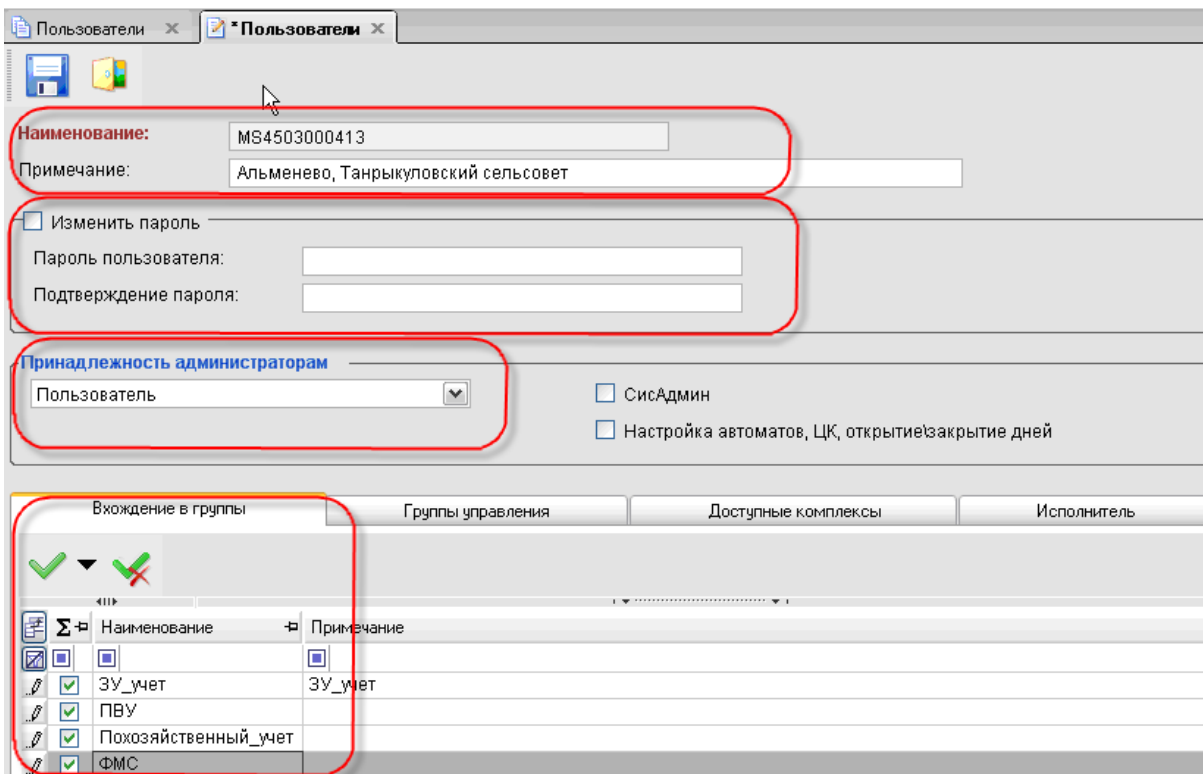 Пользователи
*Пользователи
Наименование: MS4503000413
Примечание: Альменево, Танрыкуловский сельсовет
Изменить пароль
Пароль пользователя:
Подтверждение пароля:
Принадлежность администраторам
Пользователь
СисАдмин
Настройка автоматов, ЦК, открытие\закрытие дней
Вхождение в группы Группы управления Доступные комплексы Исполнитель
Σ Наименование Примечание
ЗУ_учет ЗУ_учет
ПВУ
Похозяйственный_учет
ФМС